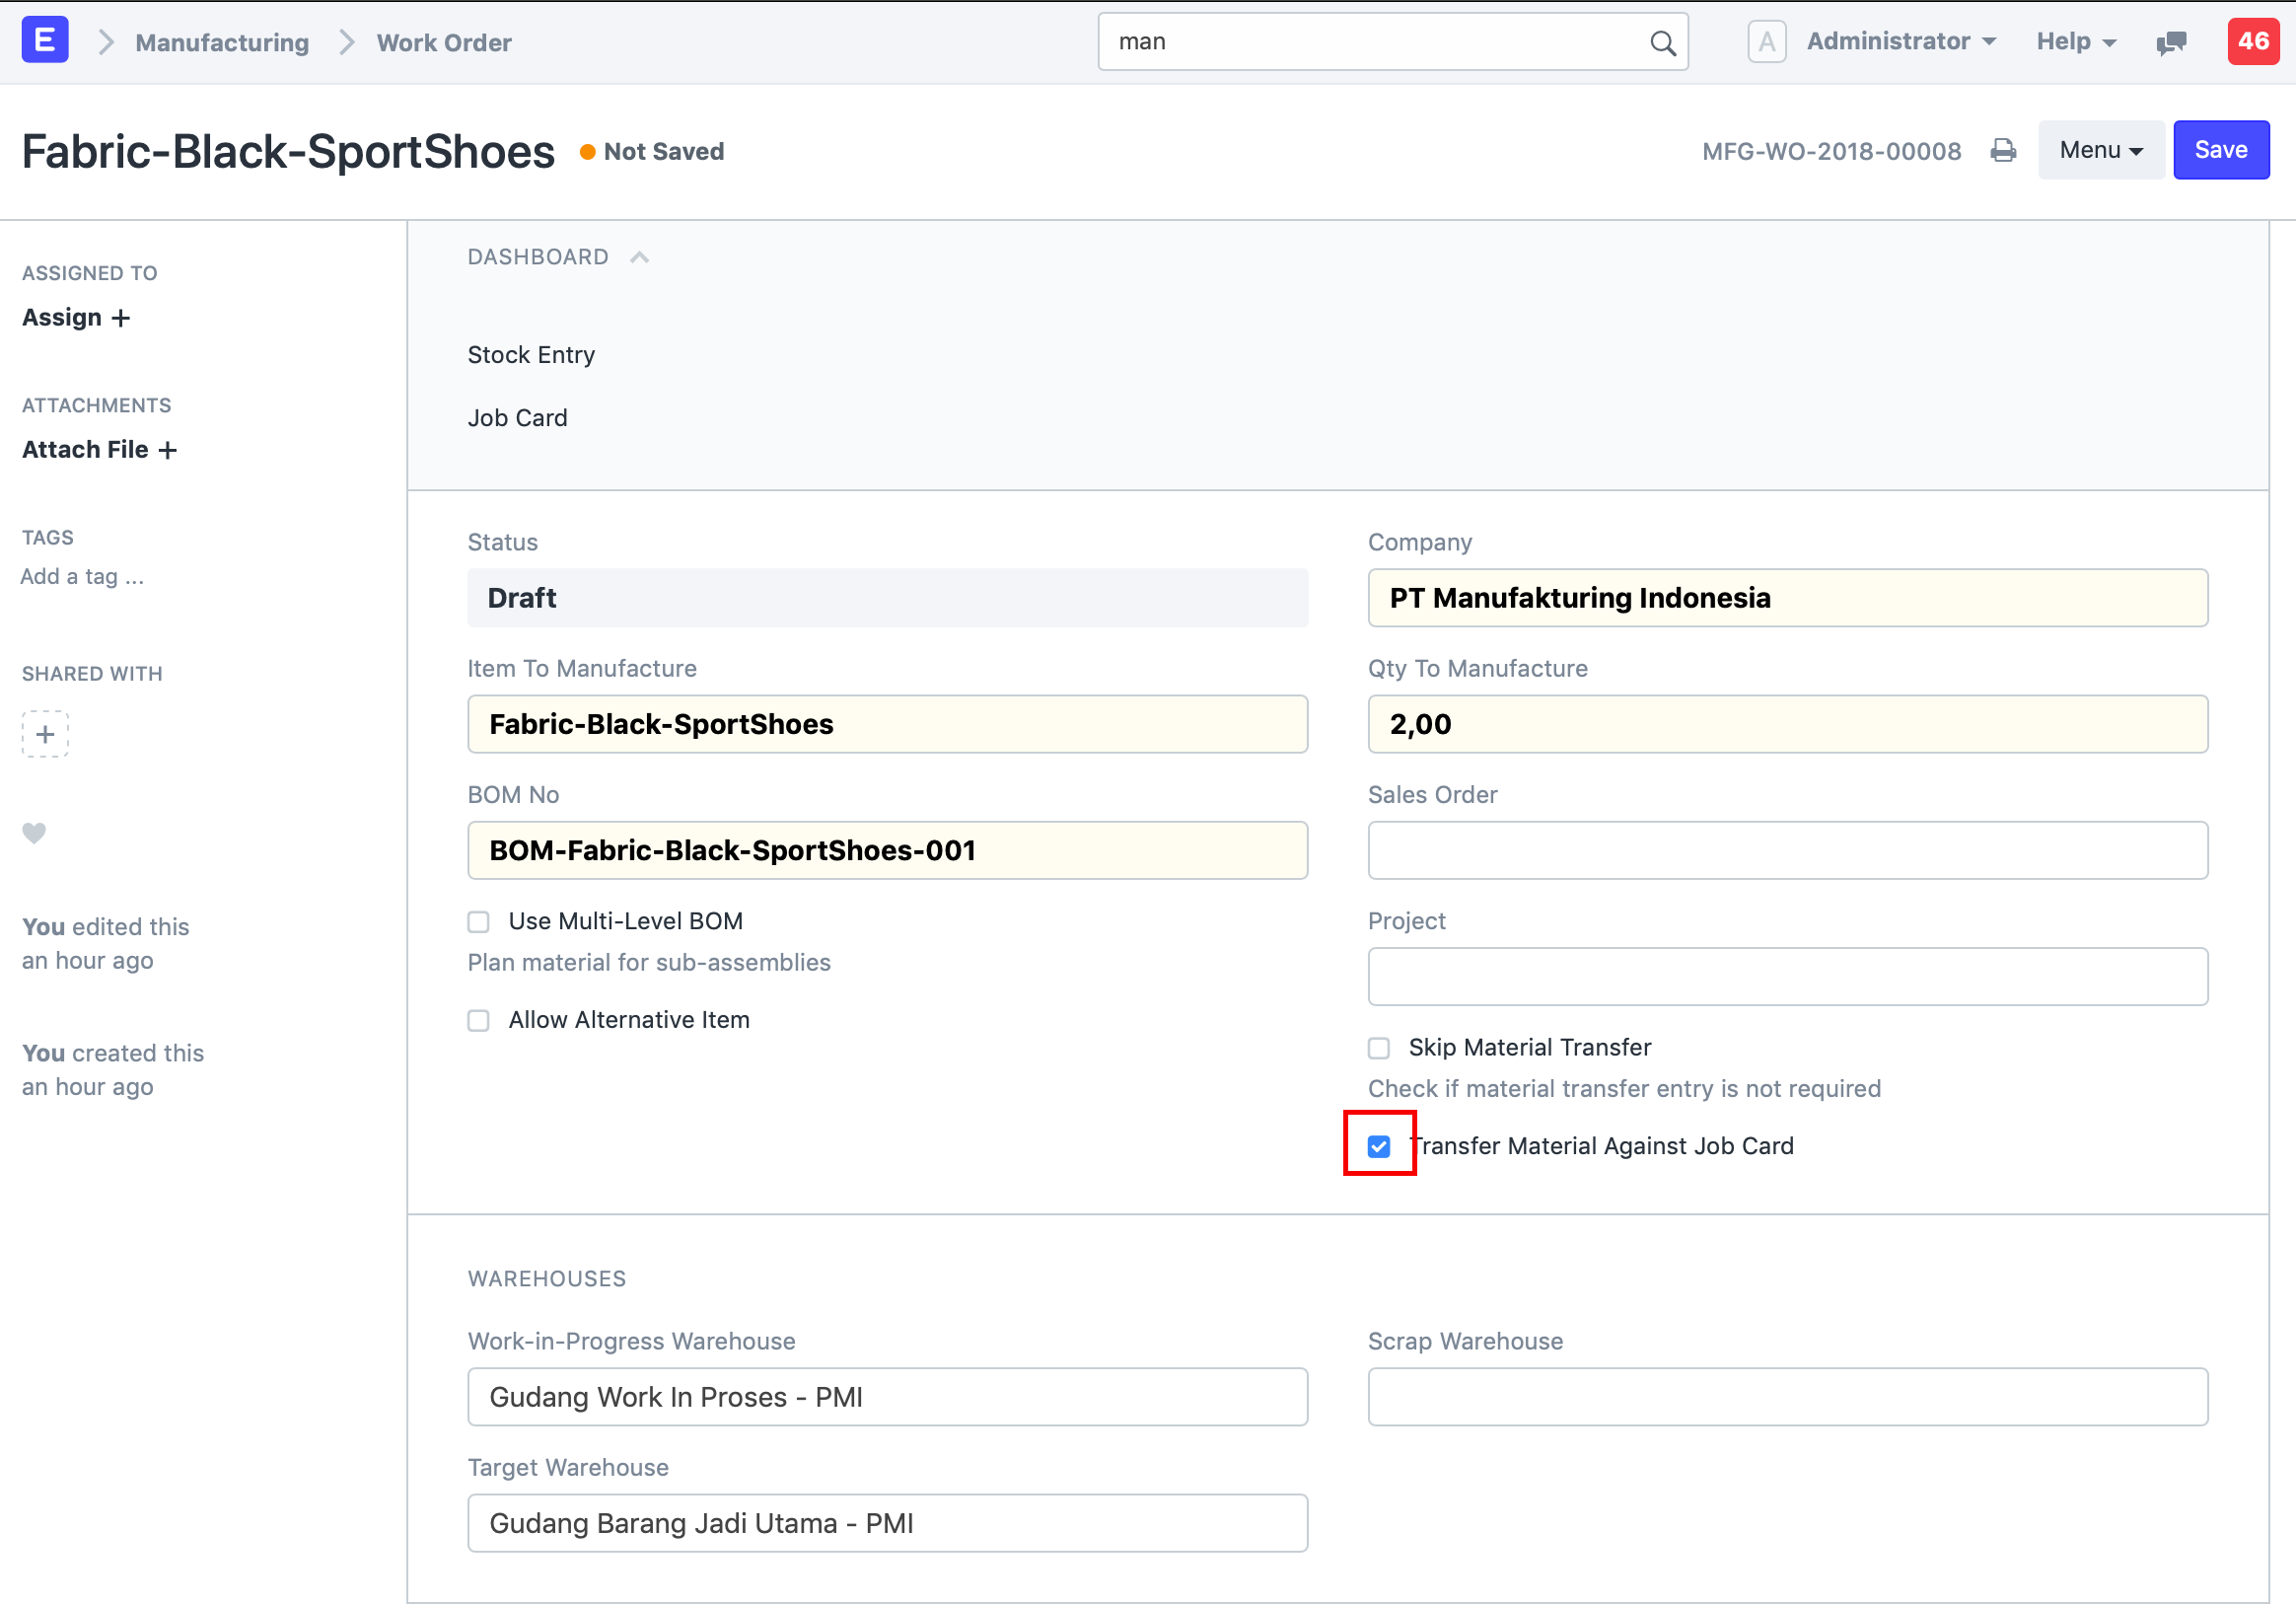 E Manufacturing Work Order man A Administrator Help 46
Fabric-Black-SportShoes Not Saved MFG-WO-2018-00008 Menu Save
ASSIGNED TO
Assign +
ATTACHMENTS
Attach File +
TAGS
Add a tag ...
SHARED WITH
+
You edited this
an hour ago
You created this
an hour ago
DASHBOARD
Stock Entry
Job Card
Status
Draft
Item To Manufacture
Fabric-Black-SportShoes
BOM No
BOM-Fabric-Black-SportShoes-001
Use Multi-Level BOM
Plan material for sub-assemblies
Allow Alternative Item
Company
PT Manufakturing Indonesia
Qty To Manufacture
2,00
Sales Order
Project
Skip Material Transfer
Check if material transfer entry is not required
Transfer Material Against Job Card
WAREHOUSES
Work-in-Progress Warehouse
Gudang Work In Proses - PMI
Target Warehouse
Gudang Barang Jadi Utama - PMI
Scrap Warehouse